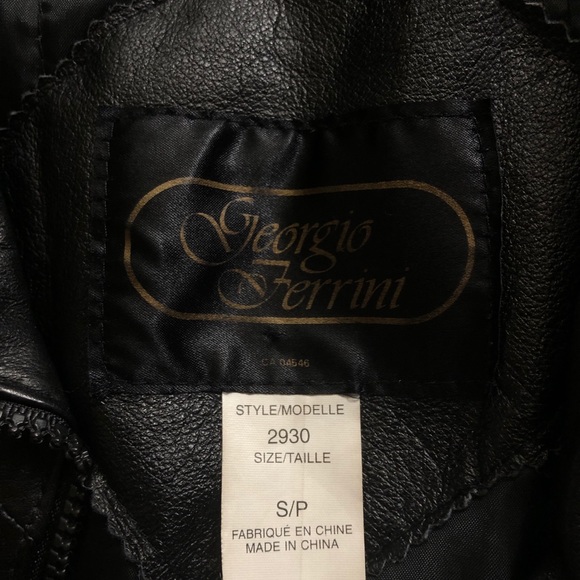 Georgio
Ferrini
CA 04546
STYLE/MODELLE
2930
SIZE/TAILLE
S/P
FABRIQUÉ EN CHINE
MADE IN CHINA